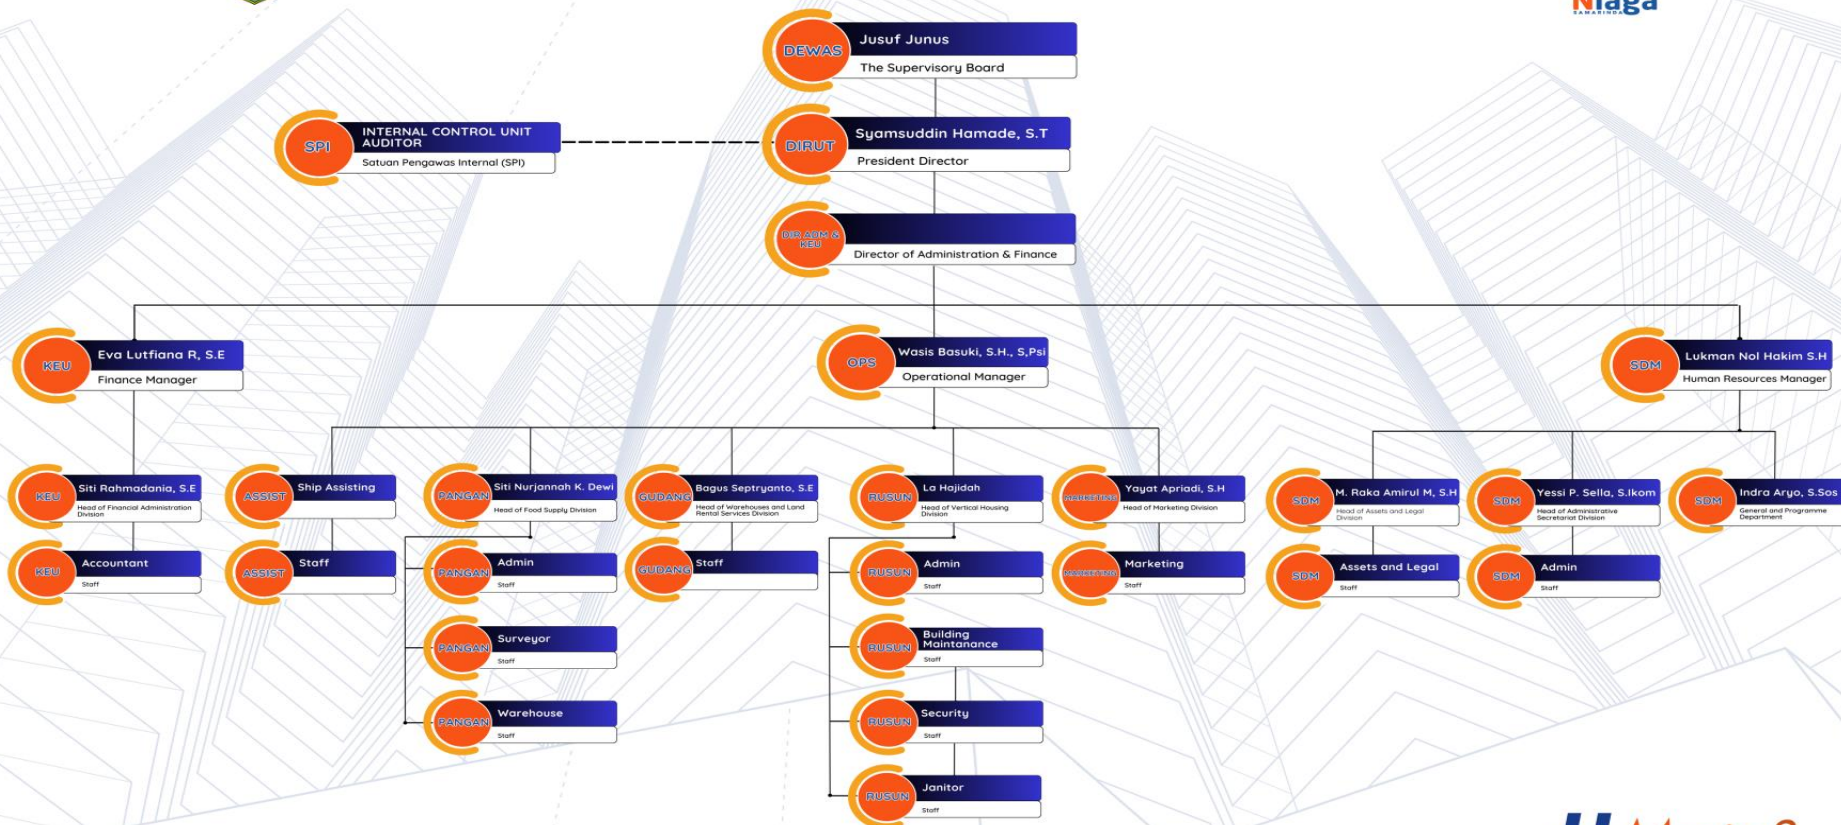 Niaga
SAMARINDA
DEWAS
Jusuf Junus
The Supervisory Board
SPI
INTERNAL CONTROL UNIT
AUDITOR
Satuan Pengawas Internal (SPI)
DIRUT
Syamsuddin Hamade, S.T
President Director
DIR ADM &
KEU
Director of Administration & Finance
KEU
Eva Lutfiana R, S.E
Finance Manager
OPS
Wasis Basuki, S.H., S,Psi
Operational Manager
SDM
Lukman Nol Hakim S.H
Human Resources Manager
KEU
Siti Rahmadania, S.E
Head of Financial Administration
Division
ASSIST
Ship Assisting
PANGAN
Siti Nurjannah K. Dewi
Head of Food Supply Division
GUDANG
Bagus Septryanto, S.E
Head of Warehouses and Land
Rental Services Division
RUSUN
La Hajidah
Head of Vertical Housing
Division
MARKETING
Yayat Apriadi, S.H
Head of Marketing Division
SDM
M. Raka Amirul M, S.H
Head of Assets and Legal
Division
SDM
Yessi P. Sella, S.Ikom
Head of Administrative
Secretariat Division
SDM
Indra Aryo, S.Sos
General and Programme
Department
KEU
Accountant
Staff
ASSIST
Staff
PANGAN
Admin
Staff
GUDANG
Staff
RUSUN
Admin
Staff
MARKETING
Marketing
Staff
SDM
Assets and Legal
Staff
SDM
Admin
Staff
PANGAN
Surveyor
Staff
RUSUN
Building
Maintanance
Staff
PANGAN
Warehouse
Staff
RUSUN
Security
Staff
RUSUN
Janitor
Staff